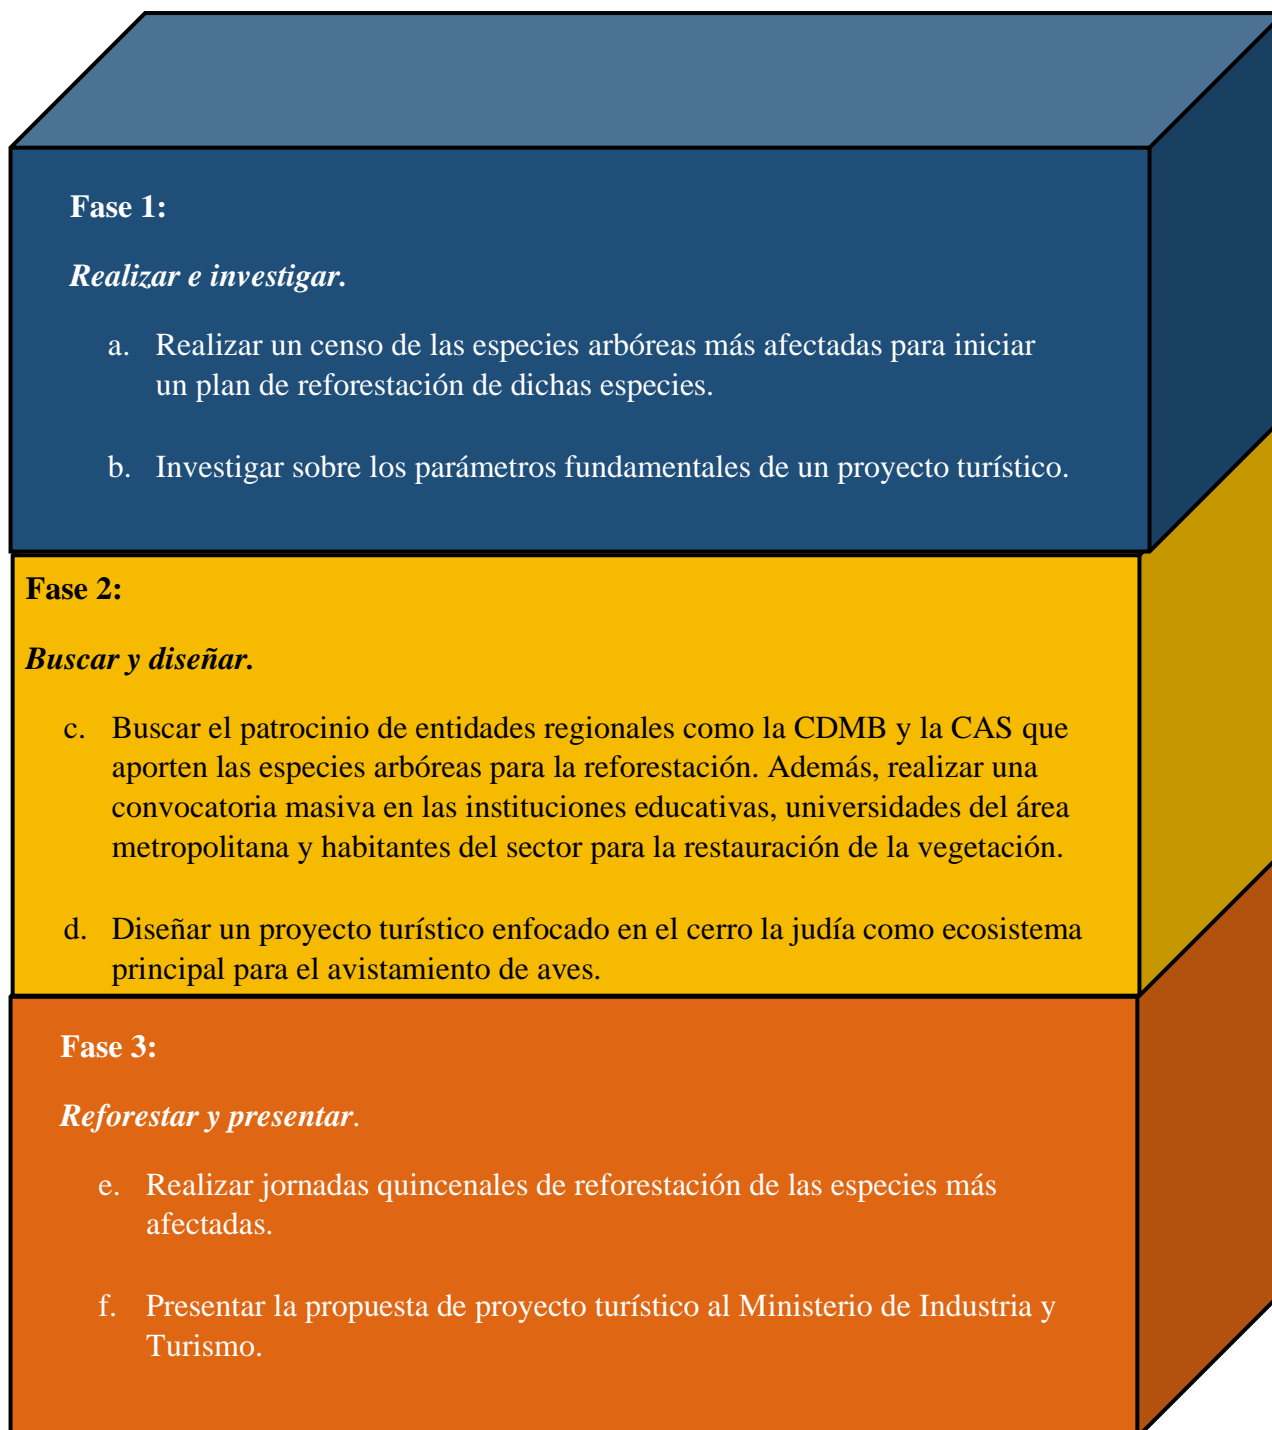 Fase 1:
Realizar e investigar.
a. Realizar un censo de las especies arbóreas más afectadas para iniciar
un plan de reforestación de dichas especies.
b. Investigar sobre los parámetros fundamentales de un proyecto turístico.
Fase 2:
Buscar y diseñar.
c. Buscar el patrocinio de entidades regionales como la CDMB y la CAS que
aporten las especies arbóreas para la reforestación. Además, realizar una
convocatoria masiva en las instituciones educativas, universidades del área
metropolitana y habitantes del sector para la restauración de la vegetación.
d. Diseñar un proyecto turístico enfocado en el cerro la judía como ecosistema
principal para el avistamiento de aves.
Fase 3:
Reforestar y presentar.
e. Realizar jornadas quincenales de reforestación de las especies más
afectadas.
f. Presentar la propuesta de proyecto turístico al Ministerio de Industria y
Turismo.